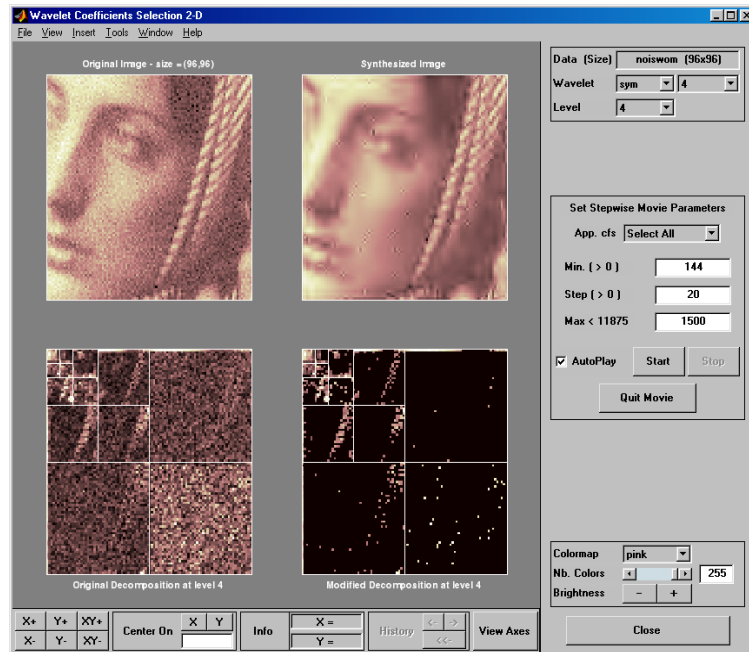 Wavelet Coefficients Selection 2-D
File View Insert Tools Window Help
Original Image - size = (96,96)
Synthesized Image
Original Decomposition at level 4
Modified Decomposition at level 4
Data (Size) noiswom (96x96)
Wavelet sym 4
Level 4
Set Stepwise Movie Parameters
App. cfs Select All
Min. ( > 0 ) 144
Step ( > 0 ) 20
Max < 11875 1500
AutoPlay Start Stop
Quit Movie
Colormap pink
Nb. Colors 255
Brightness - +
X+ Y+ XY+
X- Y- XY-
Center On X Y
Info X =
Y =
History <- ->
<<-
View Axes
Close